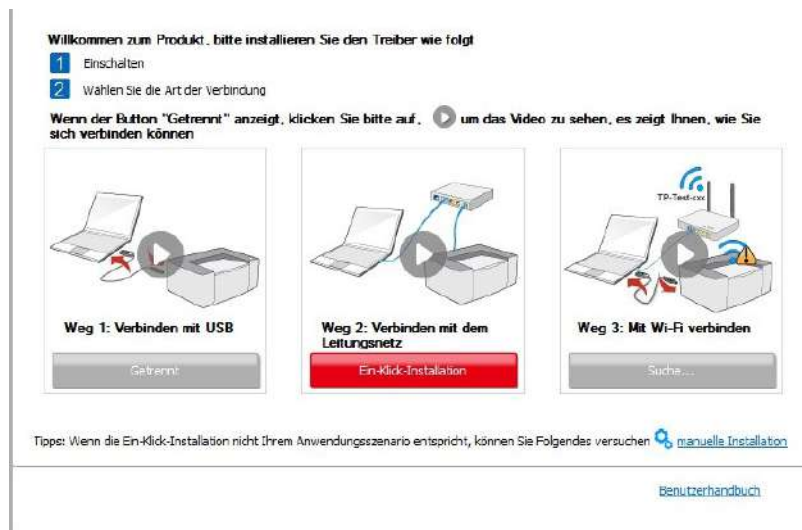 Willkommen zum Produkt, bitte installieren Sie den Treiber wie folgt
1 Einschalten
2 Wählen Sie die Art der Verbindung
Wenn der Button "Getrennt" anzeigt, klicken Sie bitte auf, um das Video zu sehen, es zeigt Ihnen, wie Sie
sich verbinden können
TP-Test-xxx
Weg 1: Verbinden mit USB
Getrennt
Weg 2: Verbinden mit dem
Leitungsnetz
Ein-Klick-Installation
Weg 3: Mit Wi-Fi verbinden
Suche...
Tipps: Wenn die Ein-Klick-Installation nicht Ihrem Anwendungsszenario entspricht, können Sie Folgendes versuchen manuelle Installation
Benutzerhandbuch